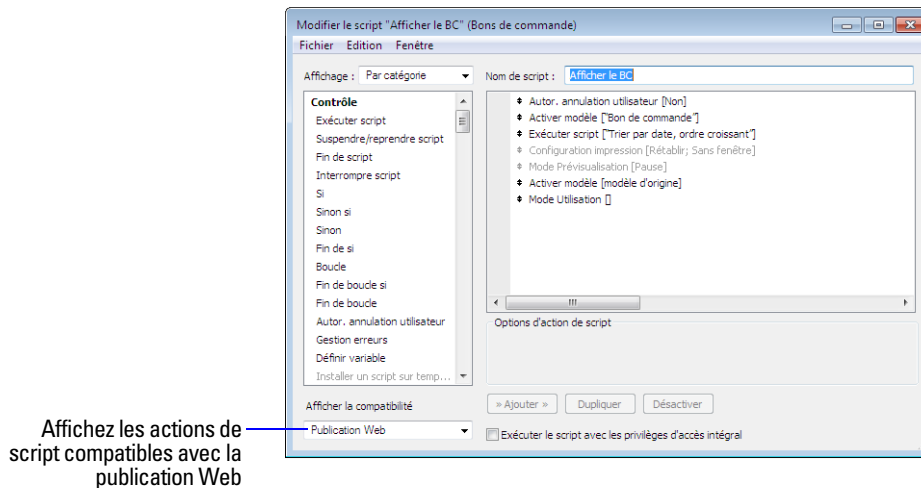 Modifier le script "Afficher le BC" (Bons de commande)
Fichier Edition Fenêtre
Affichage : Par catégorie
Nom de script : Afficher le BC
Contrôle
Exécuter script
Suspendre/reprendre script
Fin de script
Interrompre script
Si
Sinon si
Sinon
Fin de si
Boucle
Fin de boucle si
Fin de boucle
Autor. annulation utilisateur
Gestion erreurs
Définir variable
Installer un script sur temp...
Autor. annulation utilisateur [Non]
Activer modèle ["Bon de commande"]
Exécuter script ["Trier par date, ordre croissant"]
Configuration impression [Rétablir; Sans fenêtre]
Mode Prévisualisation [Pause]
Activer modèle [modèle d'origine]
Mode Utilisation []
Options d'action de script
Afficher la compatibilité
Publication Web
» Ajouter » Dupliquer Désactiver
Exécuter le script avec les privilèges d'accès intégral
Affichez les actions de
script compatibles avec la
publication Web